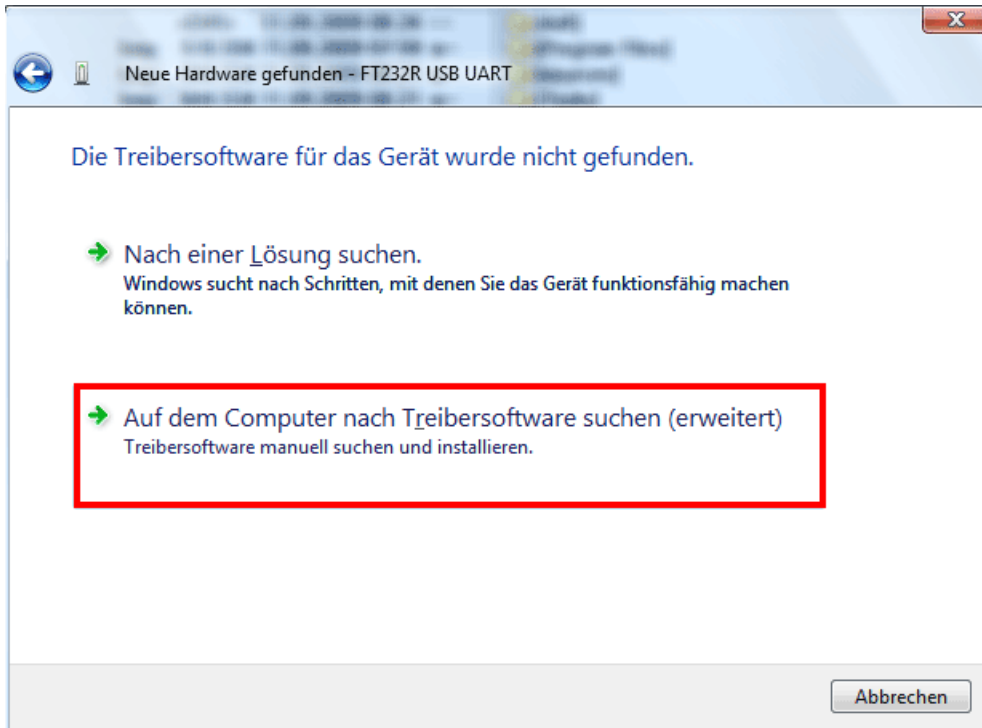 Neue Hardware gefunden - FT232R USB UART
Die Treibersoftware für das Gerät wurde nicht gefunden.
Nach einer Lösung suchen.
Windows sucht nach Schritten, mit denen Sie das Gerät funktionsfähig machen
können.
Auf dem Computer nach Treibersoftware suchen (erweitert)
Treibersoftware manuell suchen und installieren.
Abbrechen